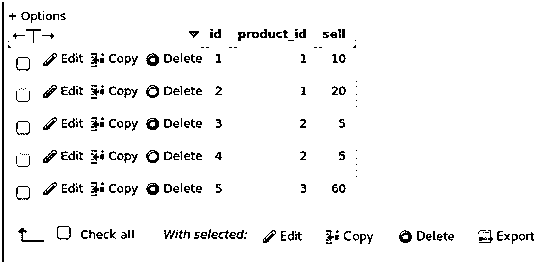 + Options
←T→ ▼ id product_id sell
Edit Copy Delete 1 1 10
Edit Copy Delete 2 1 20
Edit Copy Delete 3 2 5
Edit Copy Delete 4 2 5
Edit Copy Delete 5 3 60
Check all With selected: Edit Copy Delete Export